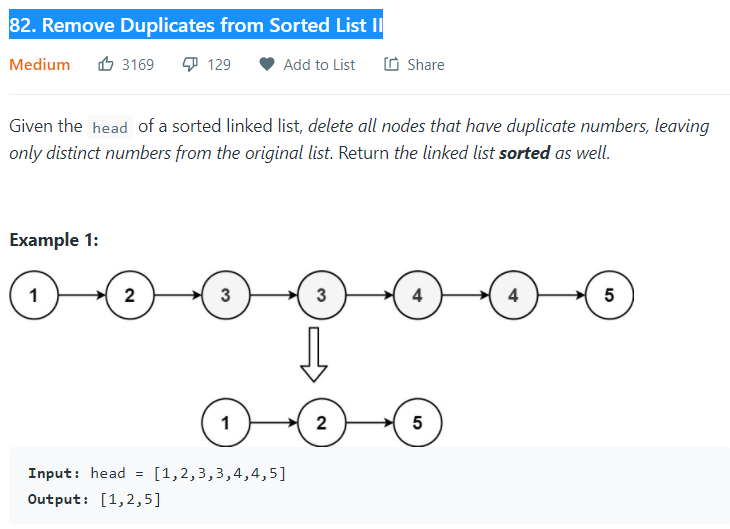 82. Remove Duplicates from Sorted List II
Medium 3169 129 Add to List Share
Given the head of a sorted linked list, delete all nodes that have duplicate numbers, leaving
only distinct numbers from the original list. Return the linked list sorted as well.
Example 1:
1 2 3 3 4 4 5
1 2 5
Input: head = [1,2,3,3,4,4,5]
Output: [1,2,5]